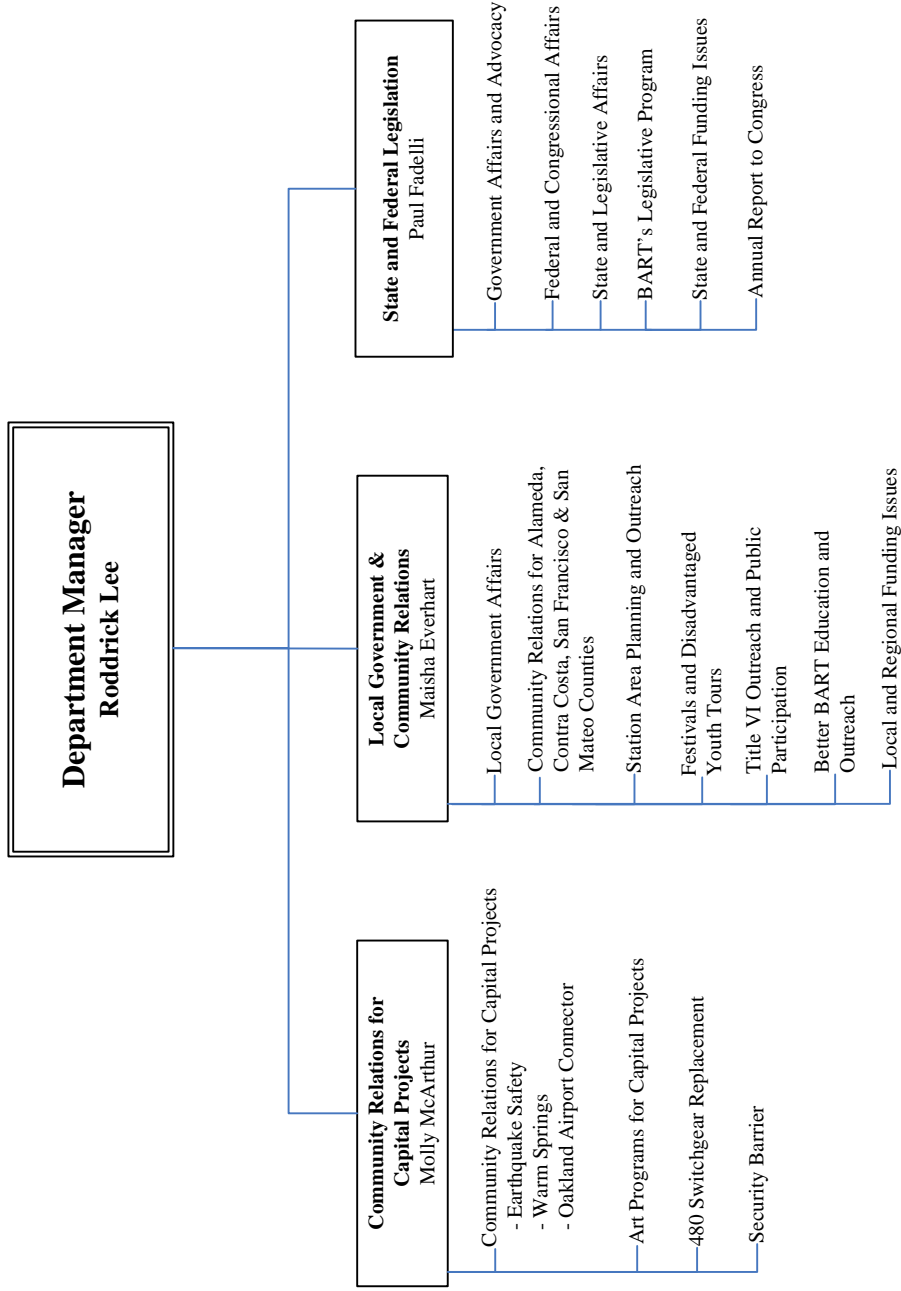 Department Manager
Roddrick Lee
Community Relations for
Capital Projects
Molly McArthur
Community Relations for Capital Projects
- Earthquake Safety
- Warm Springs
- Oakland Airport Connector
Art Programs for Capital Projects
480 Switchgear Replacement
Security Barrier
Local Government &
Community Relations
Maisha Everhart
Local Government Affairs
Community Relations for Alameda,
Contra Costa, San Francisco & San
Mateo Counties
Station Area Planning and Outreach
Festivals and Disadvantaged
Youth Tours
Title VI Outreach and Public
Participation
Better BART Education and
Outreach
Local and Regional Funding Issues
State and Federal Legislation
Paul Fadelli
Government Affairs and Advocacy
Federal and Congressional Affairs
State and Legislative Affairs
BART’s Legislative Program
State and Federal Funding Issues
Annual Report to Congress